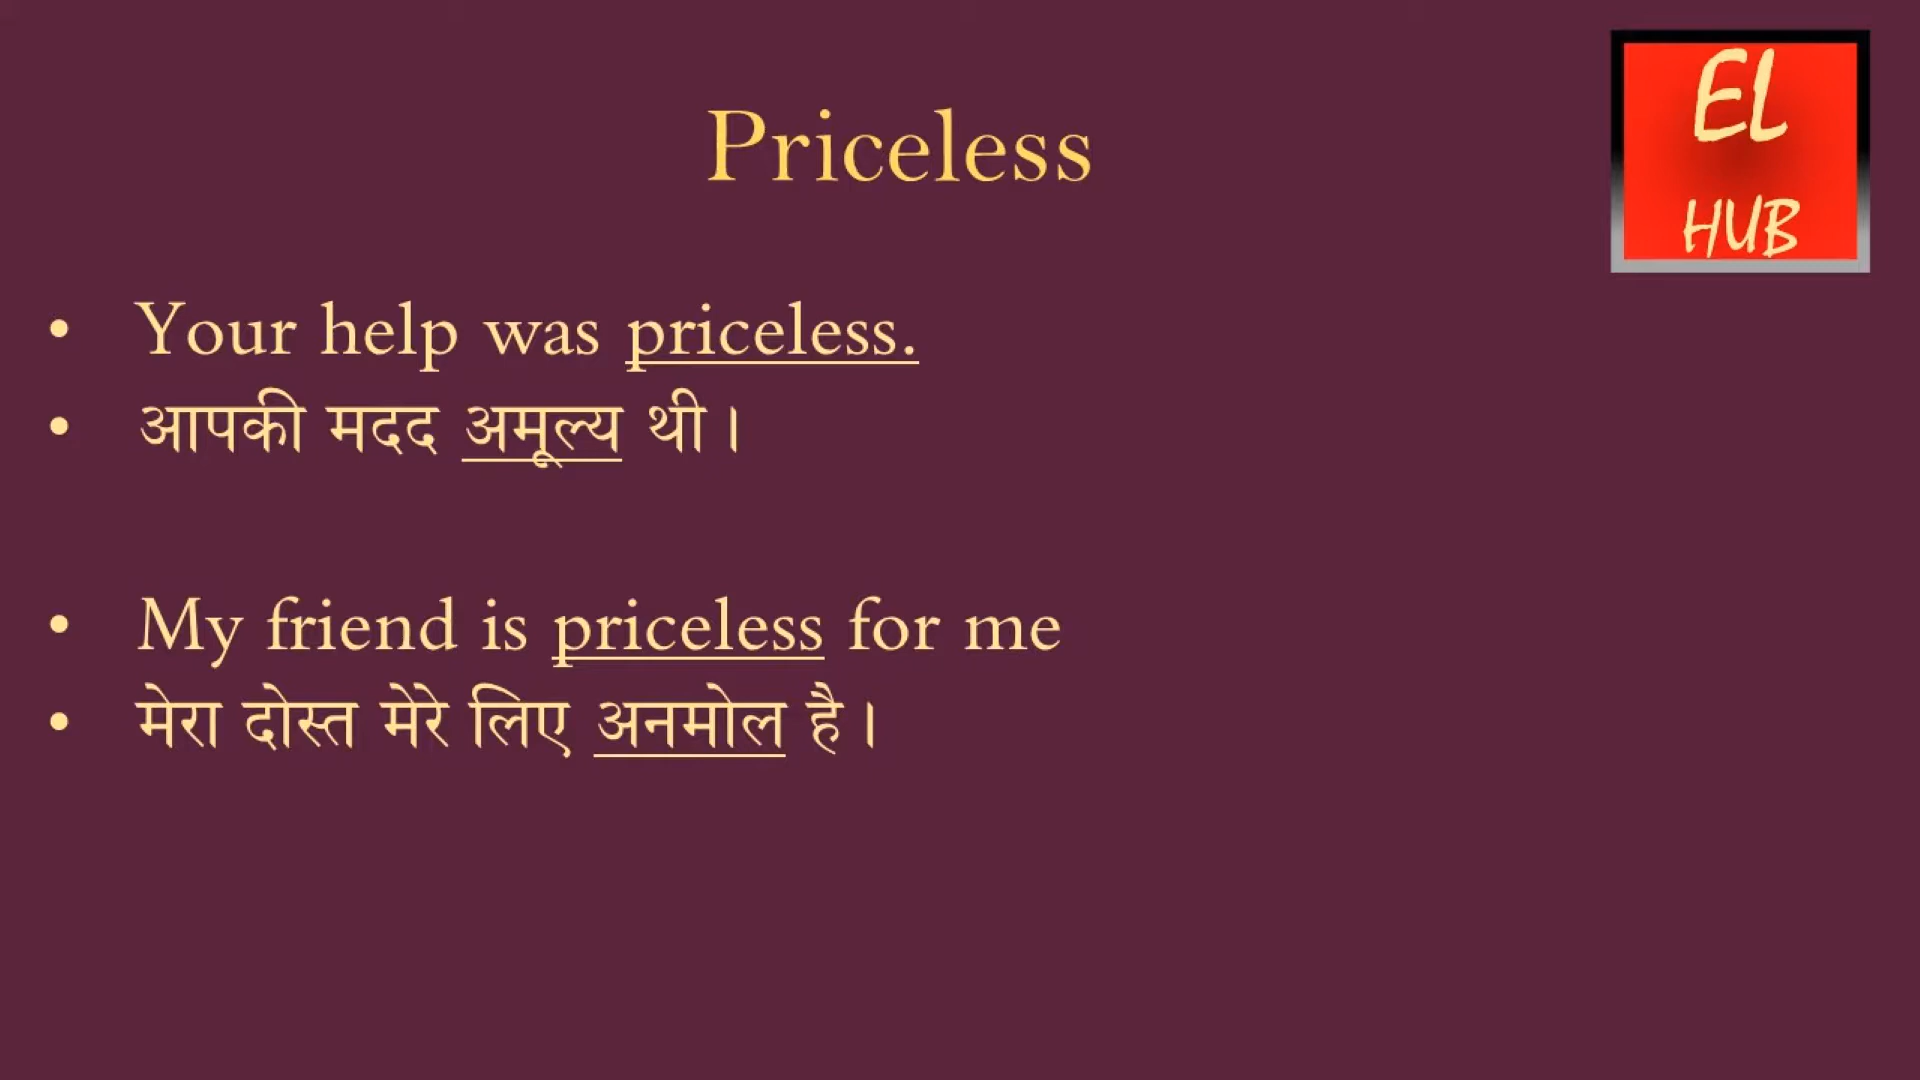 EL
HUB
Priceless
• Your help was priceless.
• आपकी मदद अमूल्य थी।
• My friend is priceless for me
• मेरा दोस्त मेरे लिए अनमोल है।